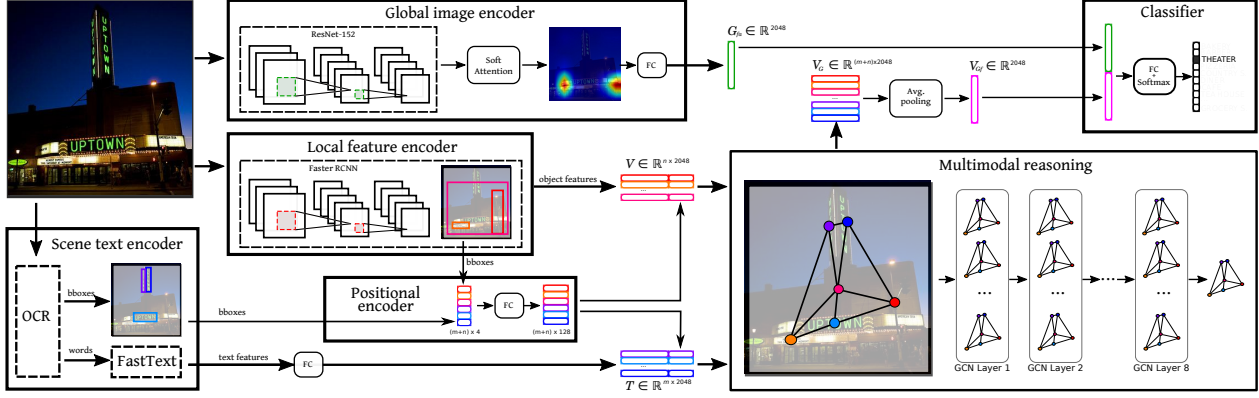 Global image encoder
ResNet-152
Soft
Attention
FC
G_fa ∈ ℝ^2048
V_G ∈ ℝ^(m+n)x2048
...
Avg.
pooling
V_Gf ∈ ℝ^2048
Classifier
FC
+
Softmax
THEATER
UPTOWN
UPTOWN
Local feature encoder
Faster RCNN
object features
V ∈ ℝ^n x 2048
...
bboxes
Multimodal reasoning
UPTOWN
...
...
...
GCN Layer 1
GCN Layer 2
GCN Layer 8
Scene text encoder
OCR
bboxes
UPTOWN
words
FastText
Positional
encoder
FC
(m+n) x 4
(m+n) x 128
bboxes
text features
FC
...
T ∈ ℝ^m x 2048